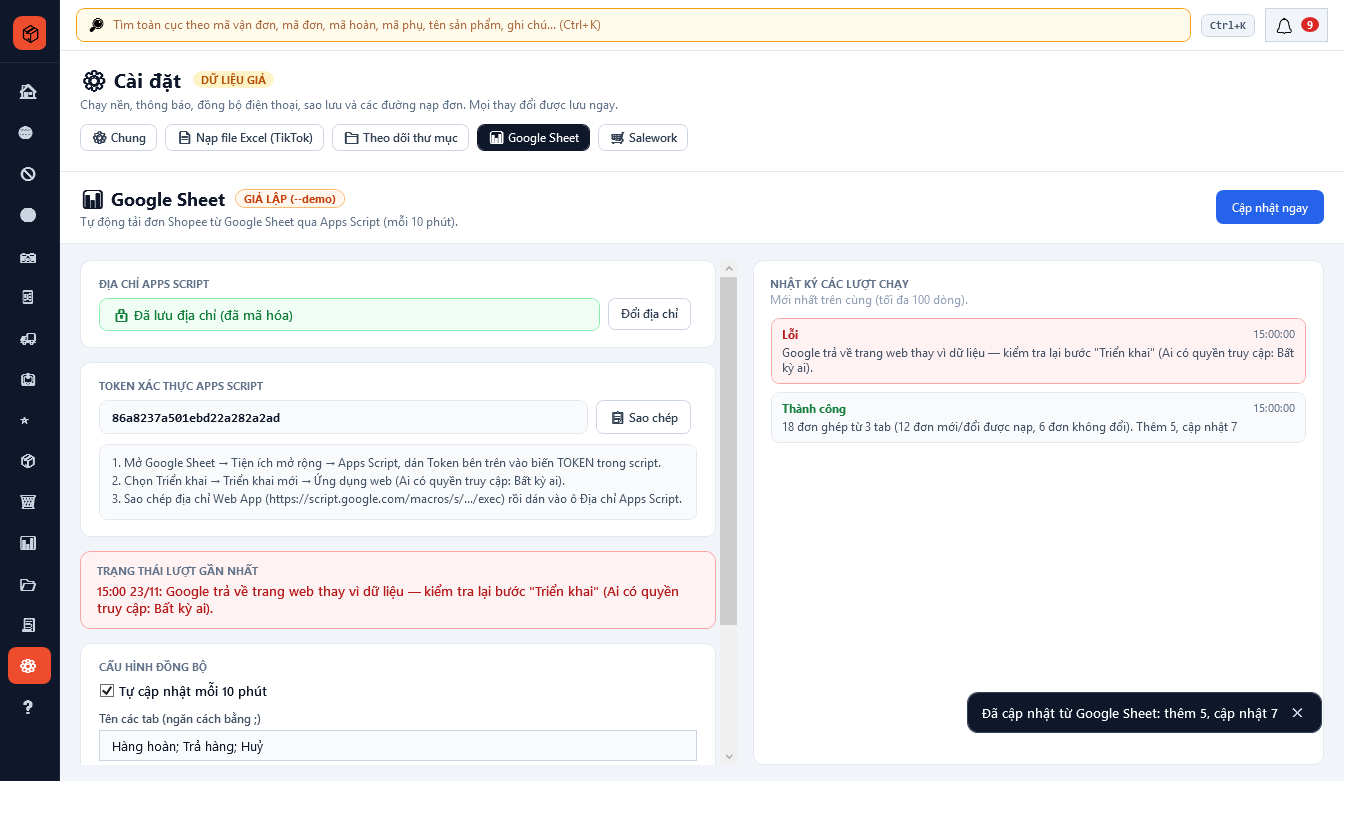 Tìm toàn cục theo mã vận đơn, mã đơn, mã hoàn, mã phụ, tên sản phẩm, ghi chú... (Ctrl+K)
Ctrl+K
9
Cài đặt
DỮ LIỆU GIẢ
Chạy nền, thông báo, đồng bộ điện thoại, sao lưu và các đường nạp đơn. Mọi thay đổi được lưu ngay.
Chung
Nạp file Excel (TikTok)
Theo dõi thư mục
Google Sheet
Salework
Google Sheet
GIẢ LẬP (--demo)
Tự động tải đơn Shopee từ Google Sheet qua Apps Script (mỗi 10 phút).
Cập nhật ngay
ĐỊA CHỈ APPS SCRIPT
Đã lưu địa chỉ (đã mã hóa)
Đổi địa chỉ
TOKEN XÁC THỰC APPS SCRIPT
86a8237a501ebd22a282a2ad
Sao chép
1. Mở Google Sheet → Tiện ích mở rộng → Apps Script, dán Token bên trên vào biến TOKEN trong script.
2. Chọn Triển khai → Triển khai mới → Ứng dụng web (Ai có quyền truy cập: Bất kỳ ai).
3. Sao chép địa chỉ Web App (https://script.google.com/macros/s/.../exec) rồi dán vào ô Địa chỉ Apps Script.
TRẠNG THÁI LƯỢT GẦN NHẤT
15:00 23/11: Google trả về trang web thay vì dữ liệu — kiểm tra lại bước "Triển khai" (Ai có quyền
truy cập: Bất kỳ ai).
CẤU HÌNH ĐỒNG BỘ
Tự cập nhật mỗi 10 phút
Tên các tab (ngăn cách bằng ;)
Hàng hoàn; Trả hàng; Huỷ
NHẬT KÝ CÁC LƯỢT CHẠY
Mới nhất trên cùng (tối đa 100 dòng).
Lỗi
15:00:00
Google trả về trang web thay vì dữ liệu — kiểm tra lại bước "Triển khai" (Ai có quyền truy cập: Bất
kỳ ai).
Thành công
15:00:00
18 đơn ghép từ 3 tab (12 đơn mới/đổi được nạp, 6 đơn không đổi). Thêm 5, cập nhật 7
Đã cập nhật từ Google Sheet: thêm 5, cập nhật 7